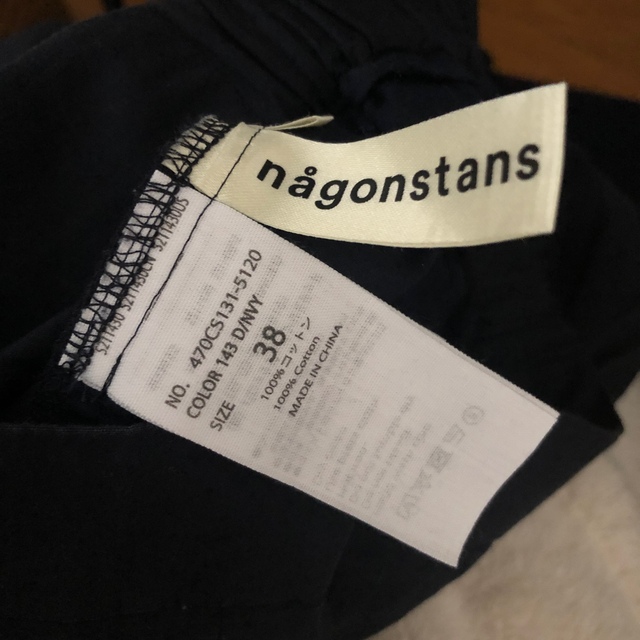 någonstans
NO. 470CS131-5120
COLOR 143 D/NVY
SIZE 38
100% コットン
100% Cotton
MADE IN CHINA